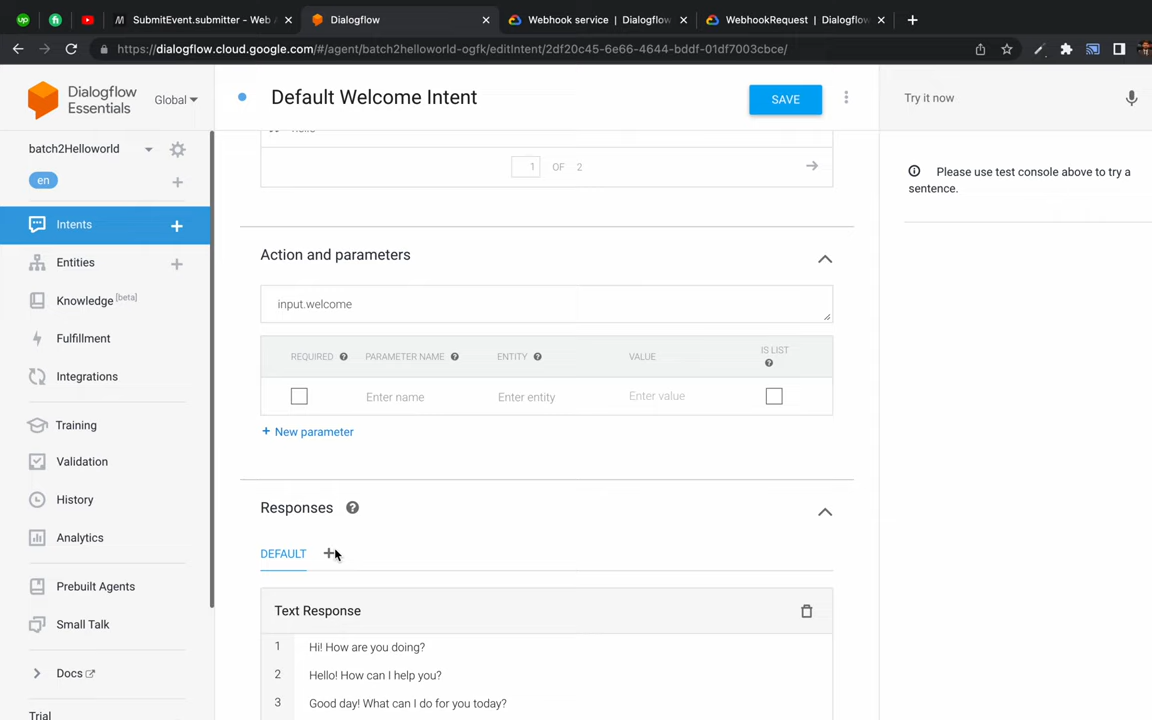 SubmitEvent.submitter - Web A
Dialogflow
Webhook service | Dialogflow
WebhookRequest | Dialogflow
https://dialogflow.cloud.google.com/#/agent/batch2helloworld-ogfk/editIntent/2df20c45-6e66-4644-bddf-01df7003cbce/
Dialogflow
Essentials
Global
Default Welcome Intent
SAVE
Try it now
batch2Helloworld
en
Intents
Entities
Knowledge [beta]
Fulfillment
Integrations
Training
Validation
History
Analytics
Prebuilt Agents
Small Talk
Docs
Trial
1 OF 2
Action and parameters
input.welcome
REQUIRED PARAMETER NAME ENTITY VALUE IS LIST
Enter name Enter entity Enter value
+ New parameter
Responses
DEFAULT
Text Response
1 Hi! How are you doing?
2 Hello! How can I help you?
3 Good day! What can I do for you today?
Please use test console above to try a
sentence.